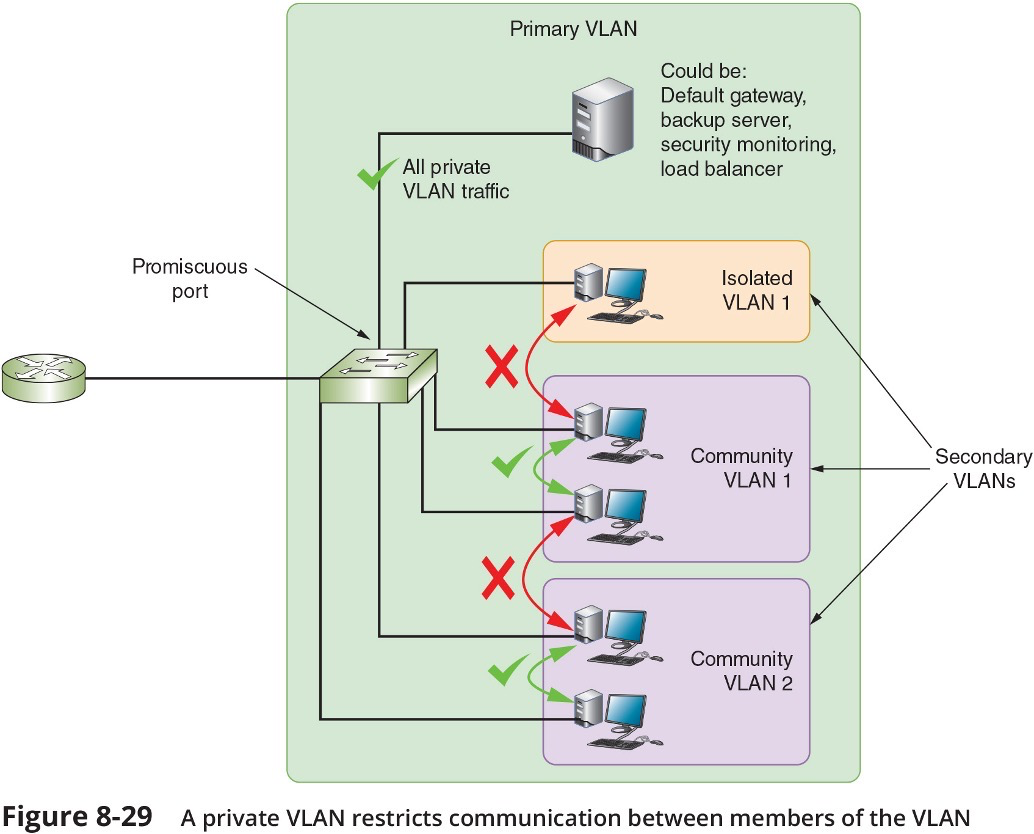 Primary VLAN
Could be:
Default gateway,
backup server,
security monitoring,
load balancer
All private
VLAN traffic
Promiscuous
port
Isolated
VLAN 1
Community
VLAN 1
Secondary
VLANs
Community
VLAN 2
Figure 8-29 A private VLAN restricts communication between members of the VLAN